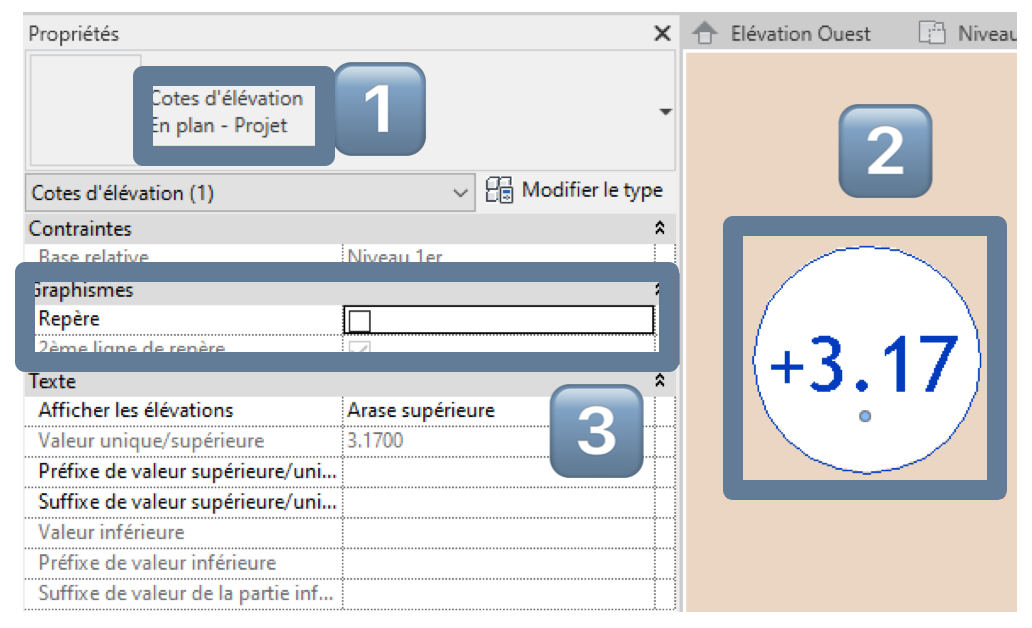 Propriétés
Elévation Ouest
Niveau
Cotes d'élévation
En plan - Projet
1
2
Cotes d'élévation (1)
Modifier le type
Contraintes
Base relative
Niveau 1er
Graphismes
Repère
2ème ligne de repère
Texte
Afficher les élévations
Arase supérieure
3
Valeur unique/supérieure
3.1700
Préfixe de valeur supérieure/uni...
Suffixe de valeur supérieure/uni...
Valeur inférieure
Préfixe de valeur inférieure
Suffixe de valeur de la partie inf...
+3.17